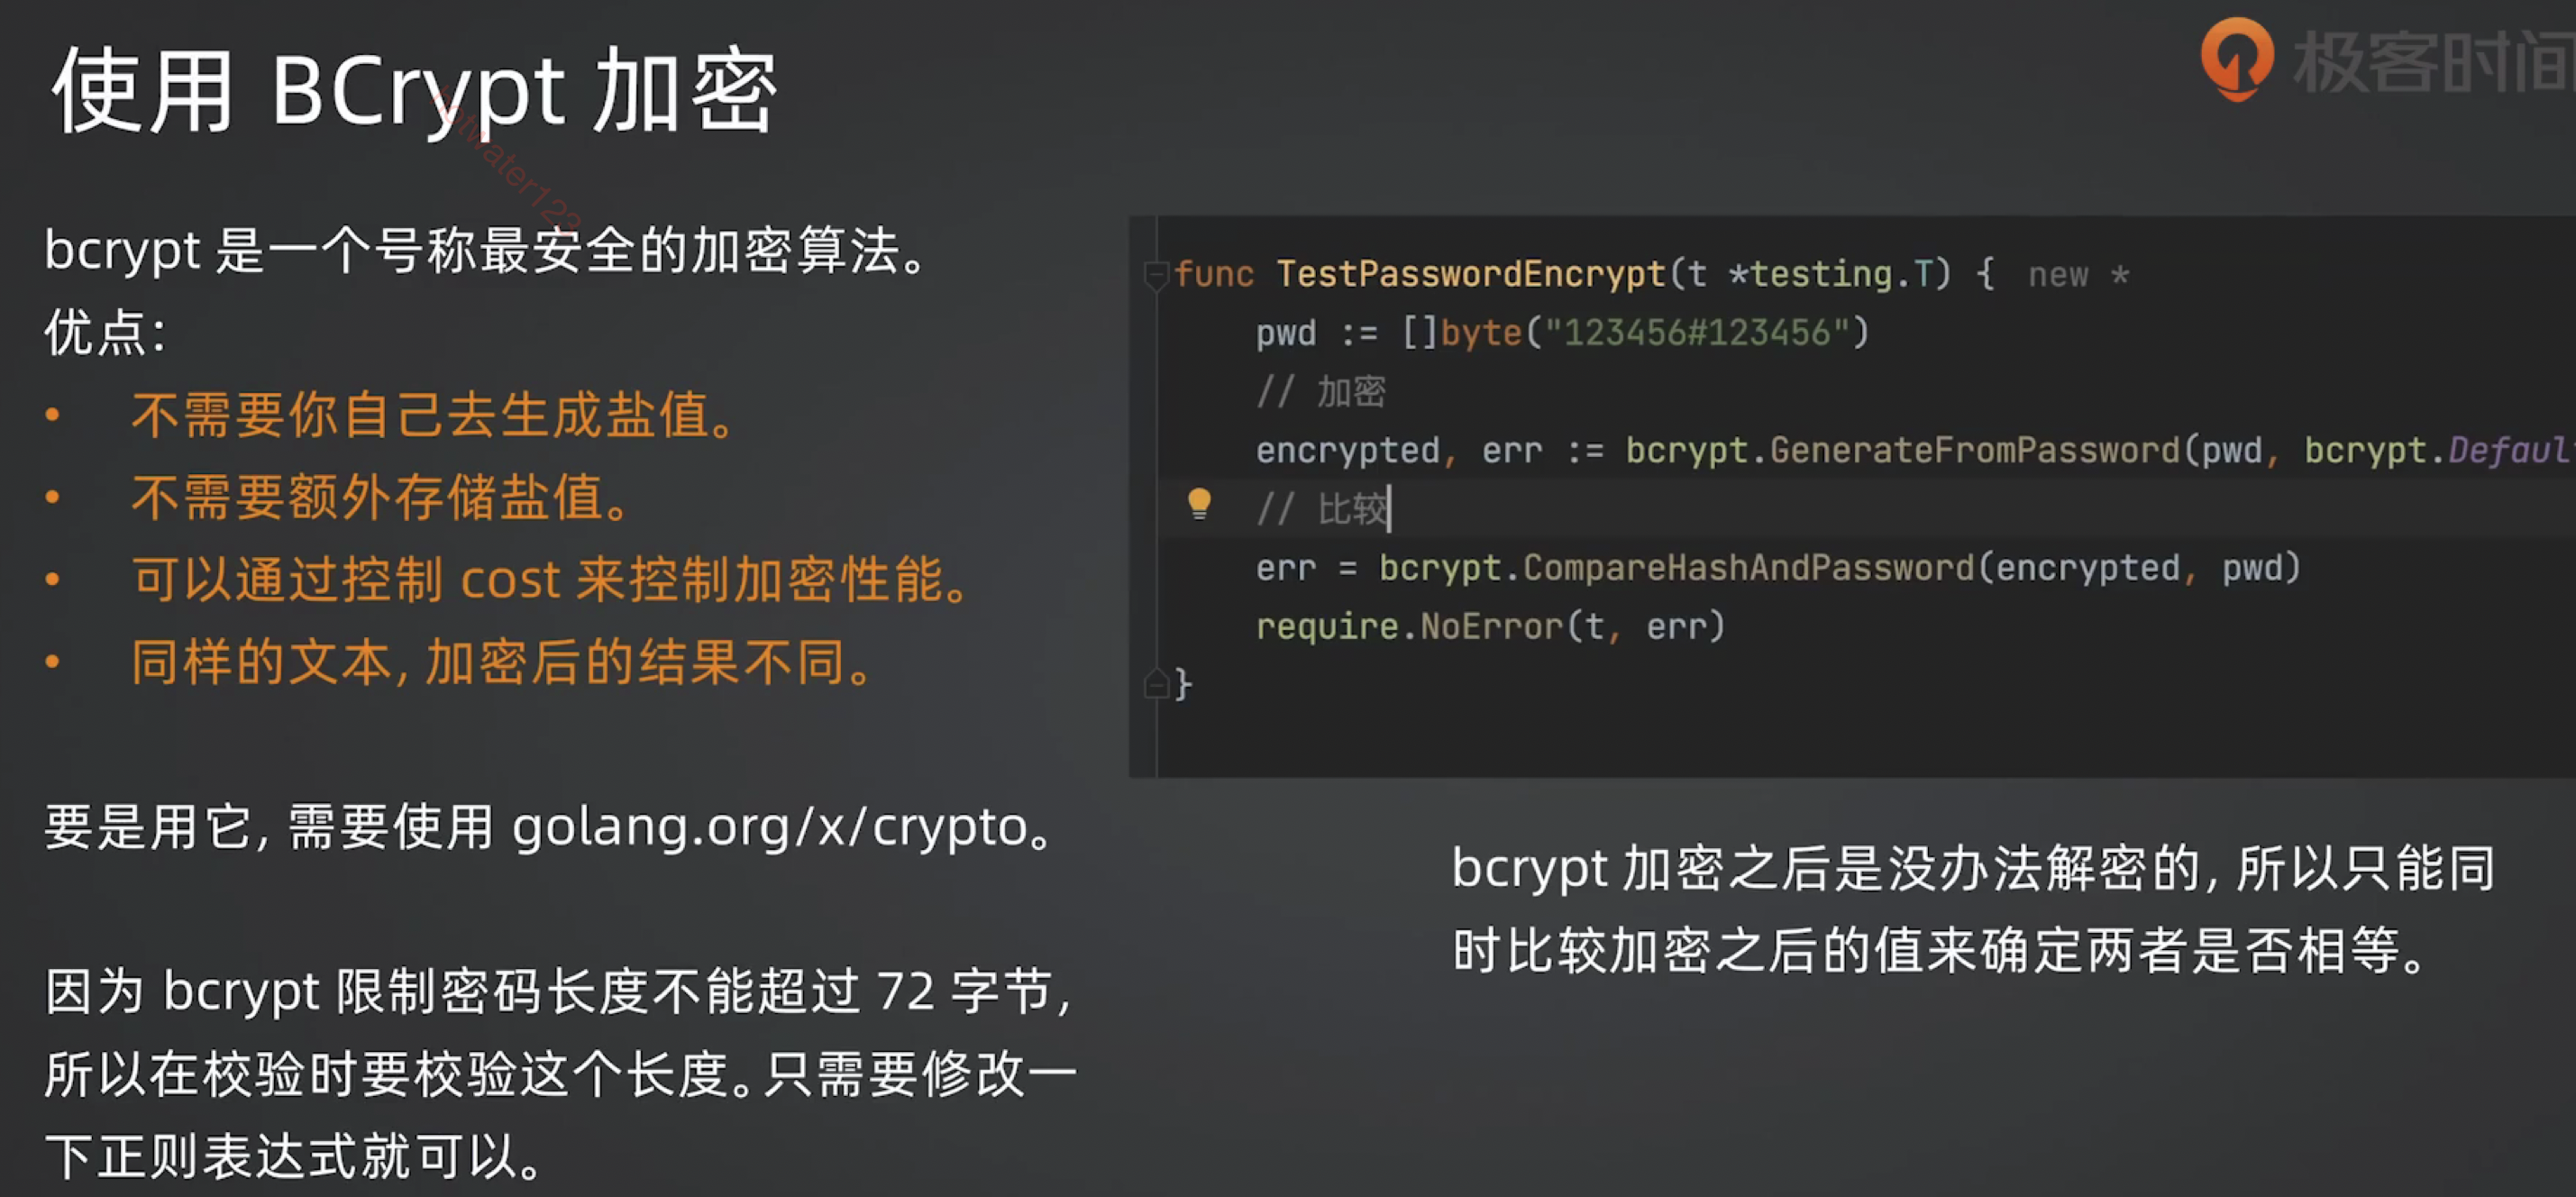 使用 BCrypt 加密
极客时间
hotwater123
bcrypt 是一个号称最安全的加密算法。
优点：
• 不需要你自己去生成盐值。
• 不需要额外存储盐值。
• 可以通过控制 cost 来控制加密性能。
• 同样的文本，加密后的结果不同。
要是用它，需要使用 golang.org/x/crypto。
因为 bcrypt 限制密码长度不能超过 72 字节，
所以在校验时要校验这个长度。只需要修改一
下正则表达式就可以。
func TestPasswordEncrypt(t *testing.T) { new *
pwd := []byte("123456#123456")
// 加密
encrypted, err := bcrypt.GenerateFromPassword(pwd, bcrypt.Defaul
// 比较
err = bcrypt.CompareHashAndPassword(encrypted, pwd)
require.NoError(t, err)
}
bcrypt 加密之后是没办法解密的，所以只能同
时比较加密之后的值来确定两者是否相等。